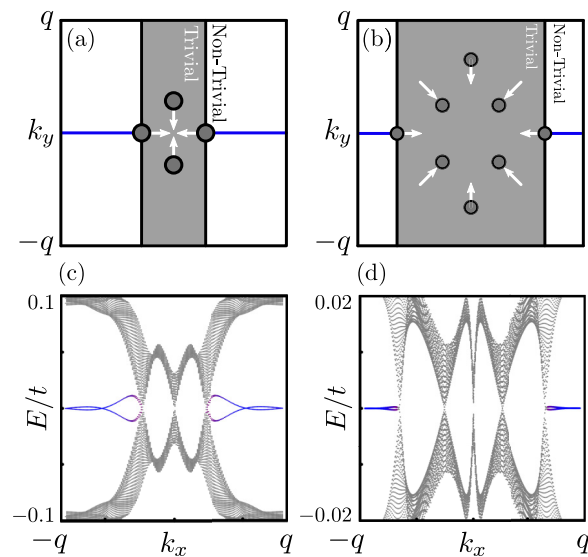 (a)
(b)
q
k_y
−q
Trivial
Non-Trivial
q
k_y
−q
Trivial
Non-Trivial
(c)
(d)
0.1
E/t
−0.1
−q
k_x
q
0.02
E/t
−0.02
−q
k_x
q